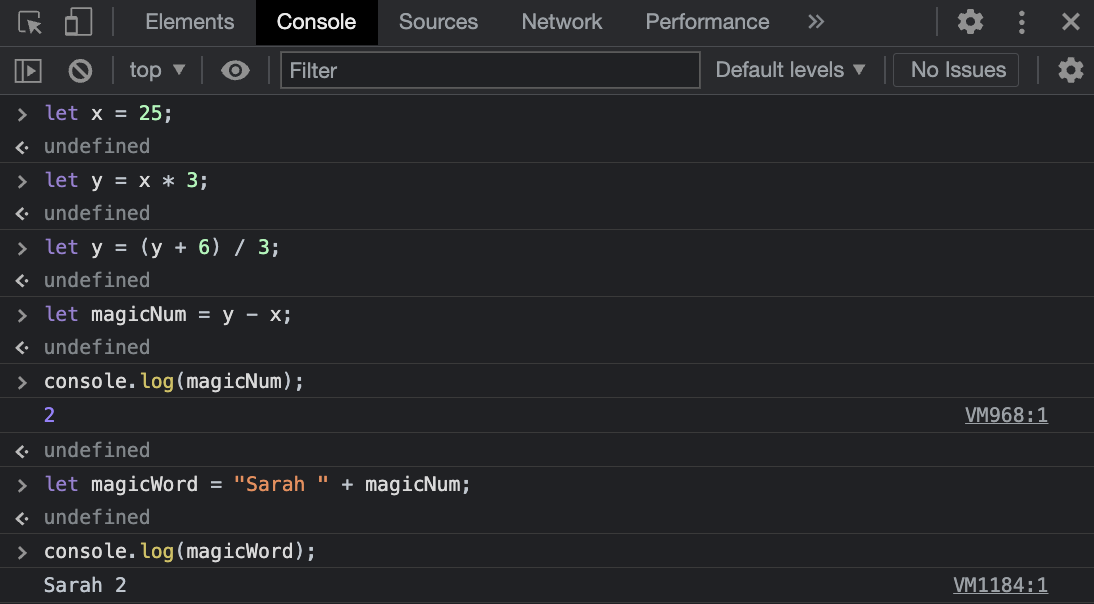 Elements Console Sources Network Performance
top Filter Default levels No Issues
let x = 25;
undefined
let y = x * 3;
undefined
let y = (y + 6) / 3;
undefined
let magicNum = y - x;
undefined
console.log(magicNum);
2 VM968:1
undefined
let magicWord = "Sarah " + magicNum;
undefined
console.log(magicWord);
Sarah 2 VM1184:1